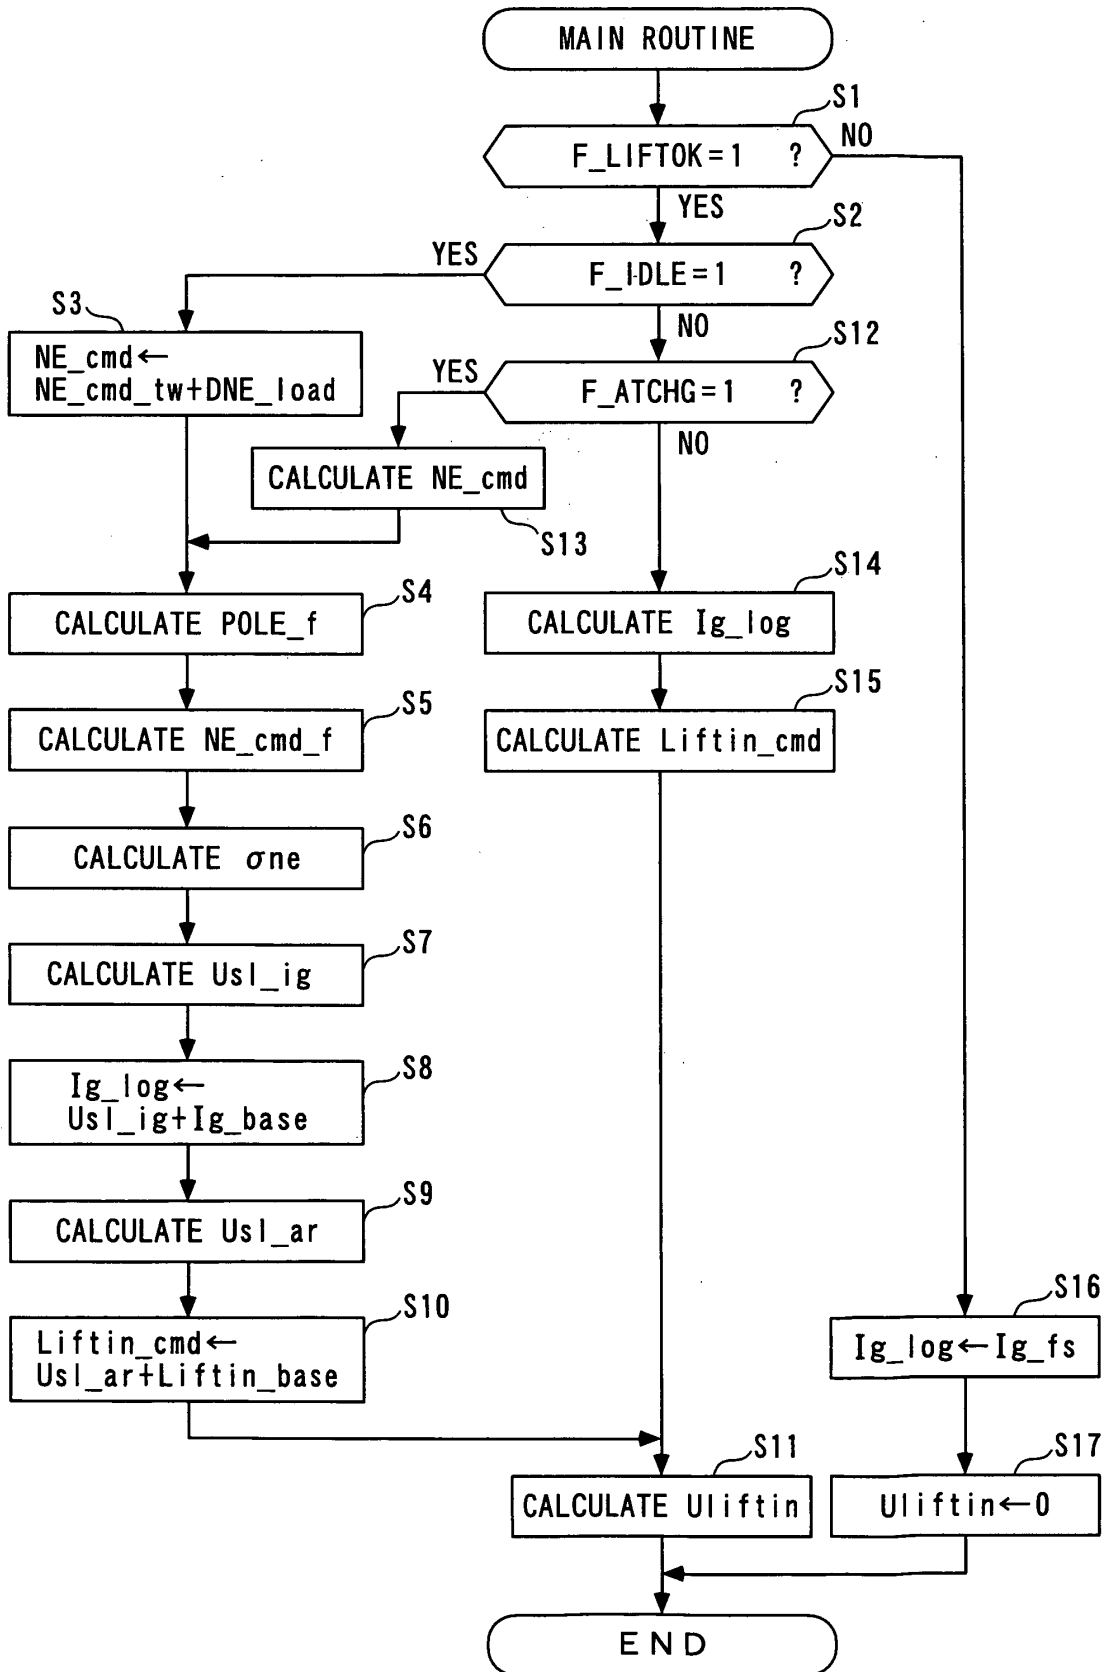 MAIN ROUTINE
S1
F_LIFTOK=1 ?
NO
YES
S2
F_IDLE=1 ?
YES
NO
S3
NE_cmd←
NE_cmd_tw+DNE_load
S12
F_ATCHG=1 ?
YES
NO
CALCULATE NE_cmd
S13
S4
CALCULATE POLE_f
S14
CALCULATE Ig_log
S5
CALCULATE NE_cmd_f
S15
CALCULATE Liftin_cmd
S6
CALCULATE σne
S7
CALCULATE Usl_ig
S8
Ig_log←
Usl_ig+Ig_base
S9
CALCULATE Usl_ar
S10
Liftin_cmd←
Usl_ar+Liftin_base
S16
Ig_log←Ig_fs
S11
CALCULATE Uliftin
S17
Uliftin←0
END